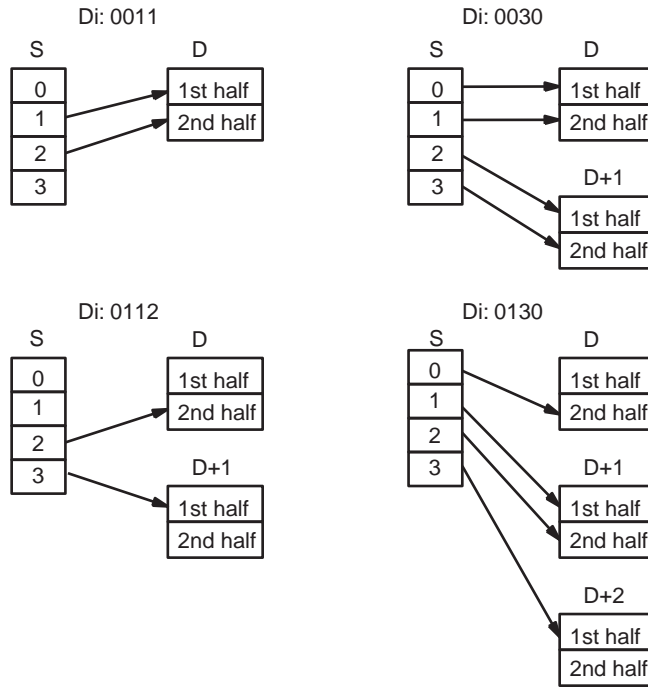 Di: 0011
S
D
0
1
2
3
1st half
2nd half
Di: 0030
S
D
0
1
2
3
1st half
2nd half
D+1
1st half
2nd half
Di: 0112
S
D
0
1
2
3
1st half
2nd half
D+1
1st half
2nd half
Di: 0130
S
D
0
1
2
3
1st half
2nd half
D+1
1st half
2nd half
D+2
1st half
2nd half